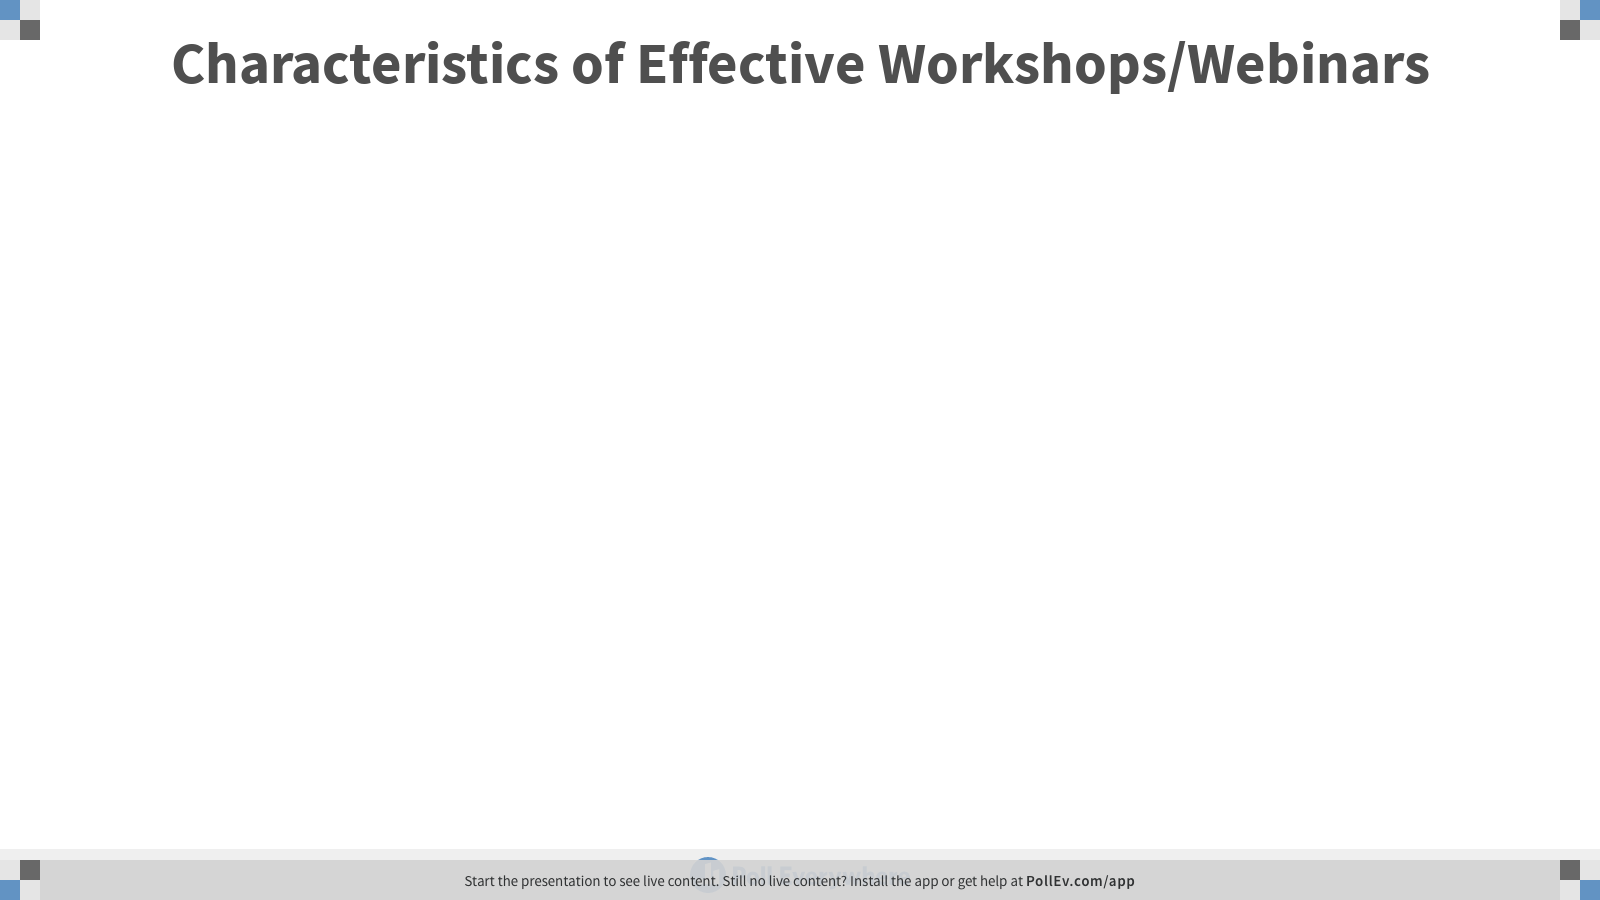 Characteristics of Effective Workshops/Webinars
Start the presentation to see live content. Still no live content? Install the app or get help at PollEv.com/app